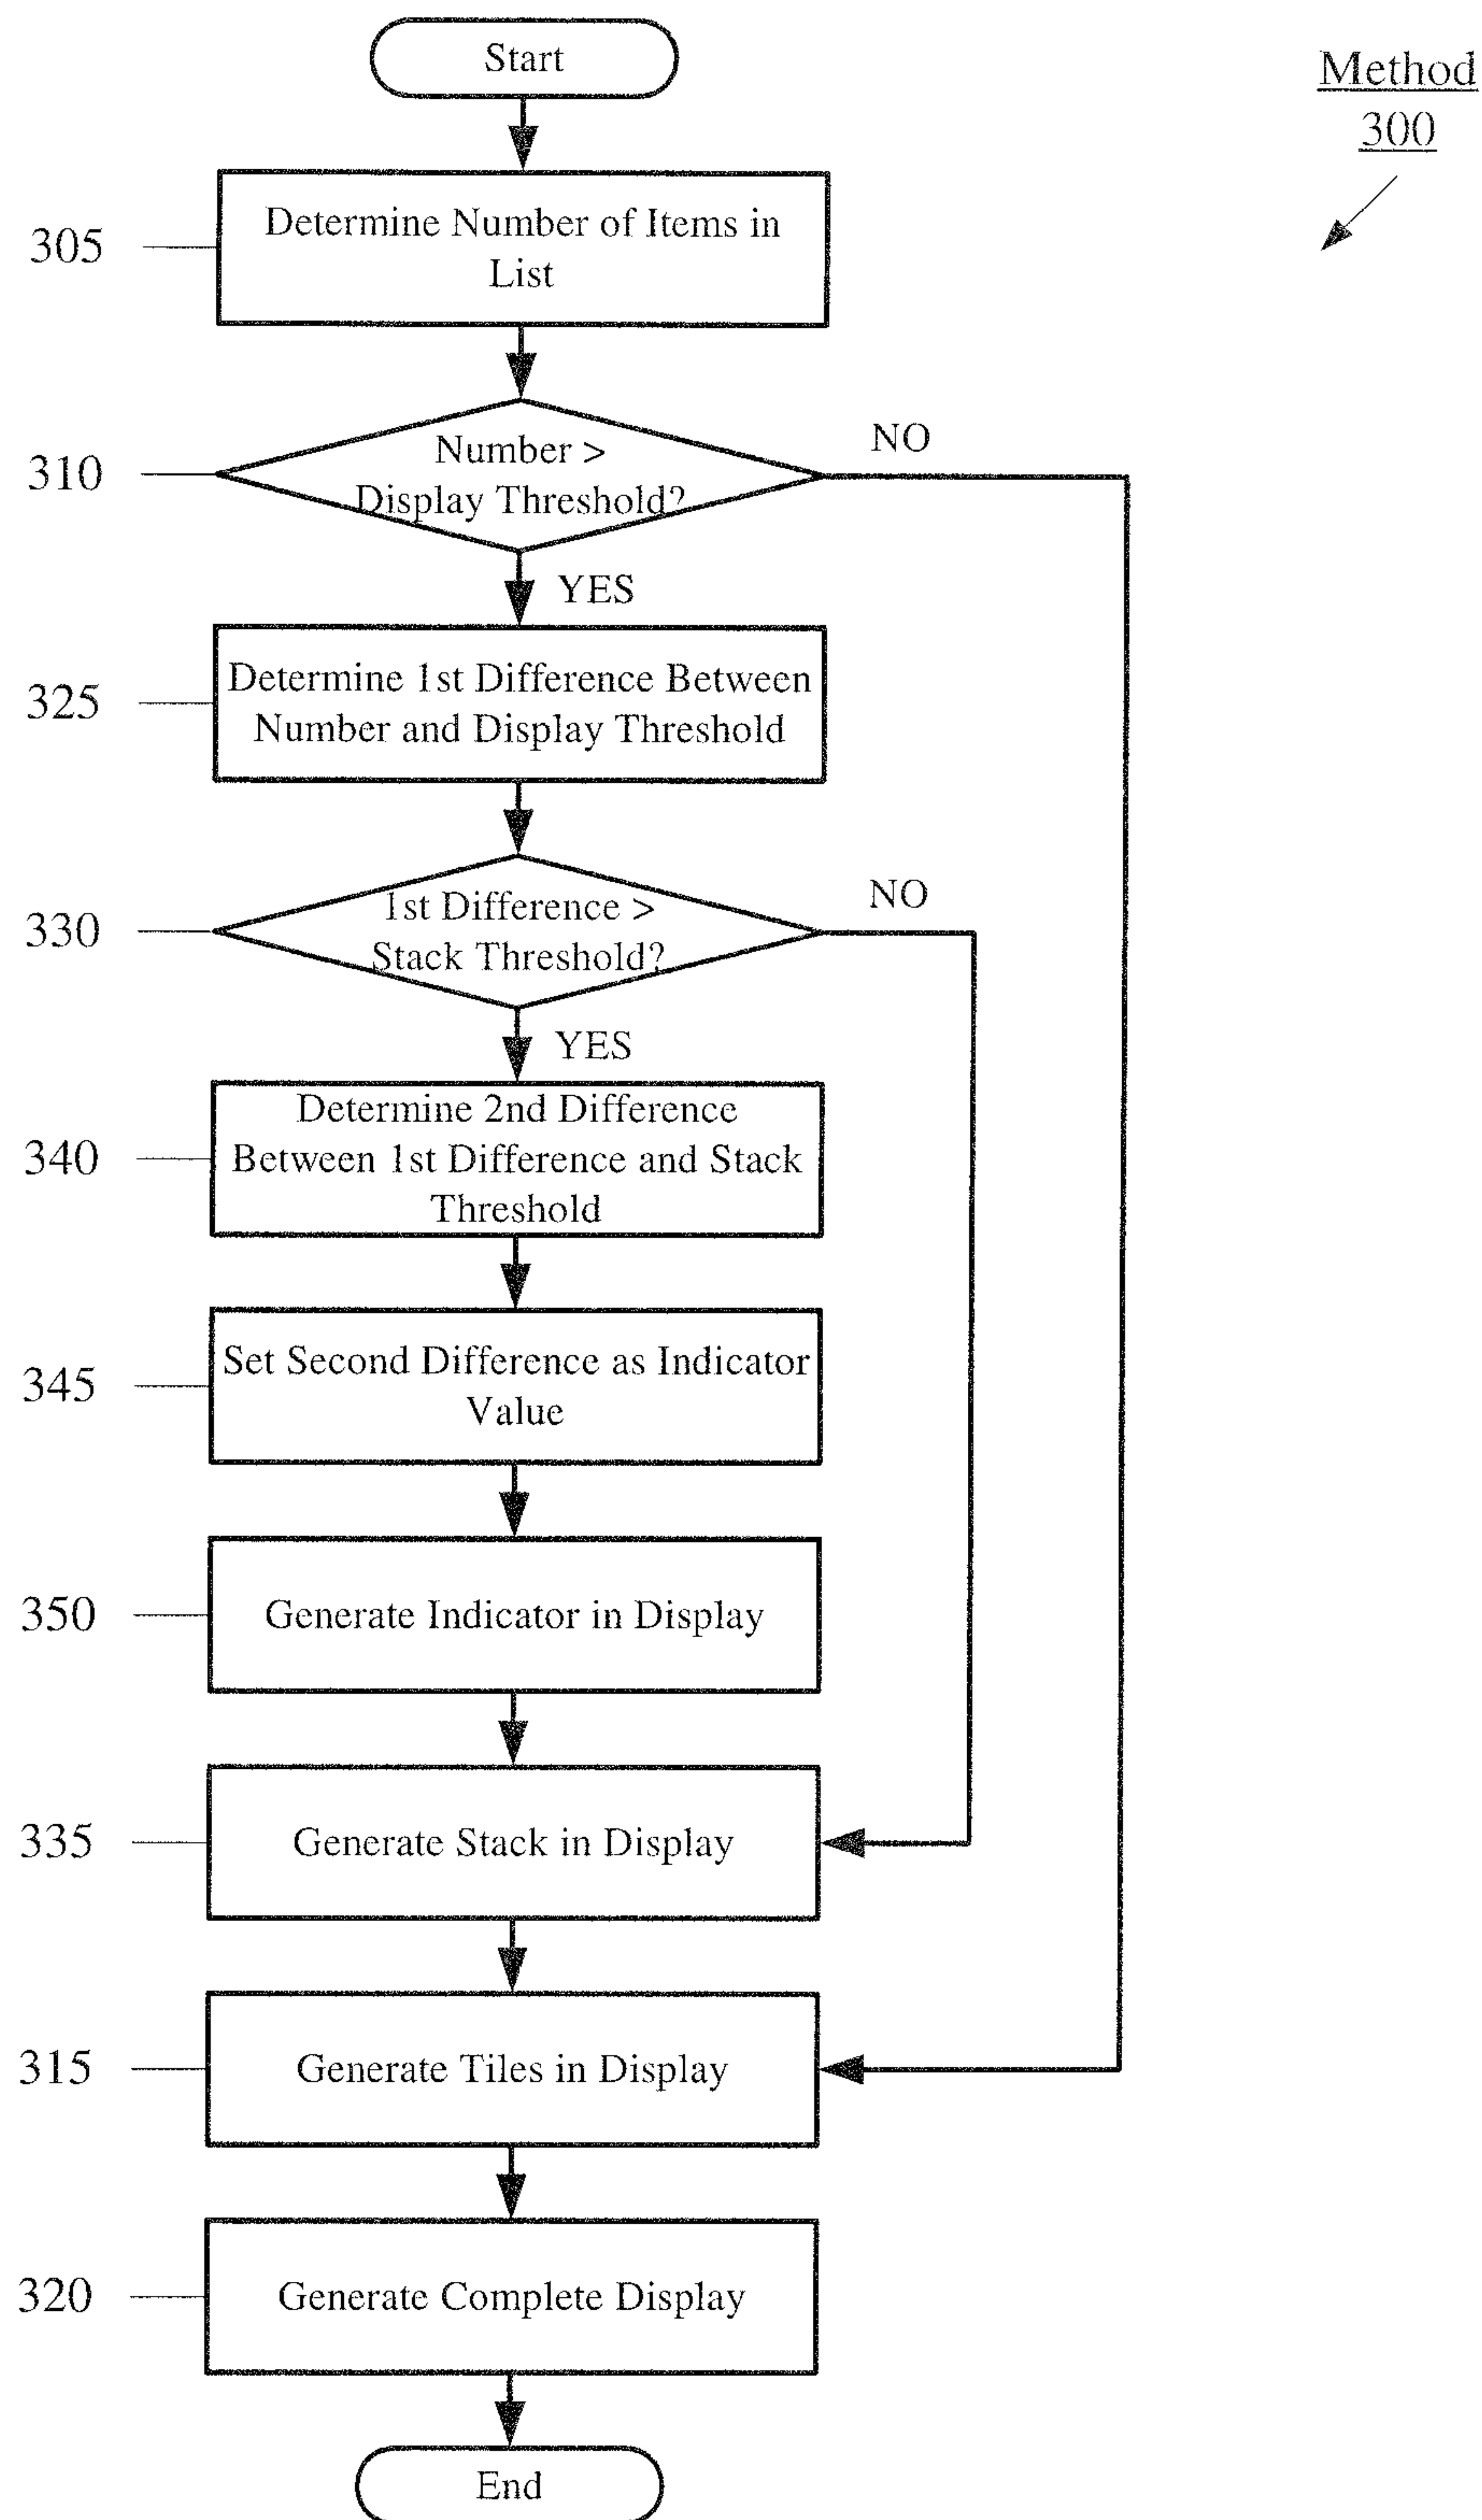 Start
Method
300
305
Determine Number of Items in
List
310
Number >
Display Threshold?
NO
YES
325
Determine 1st Difference Between
Number and Display Threshold
330
1st Difference >
Stack Threshold?
NO
YES
340
Determine 2nd Difference
Between 1st Difference and Stack
Threshold
345
Set Second Difference as Indicator
Value
350
Generate Indicator in Display
335
Generate Stack in Display
315
Generate Tiles in Display
320
Generate Complete Display
End